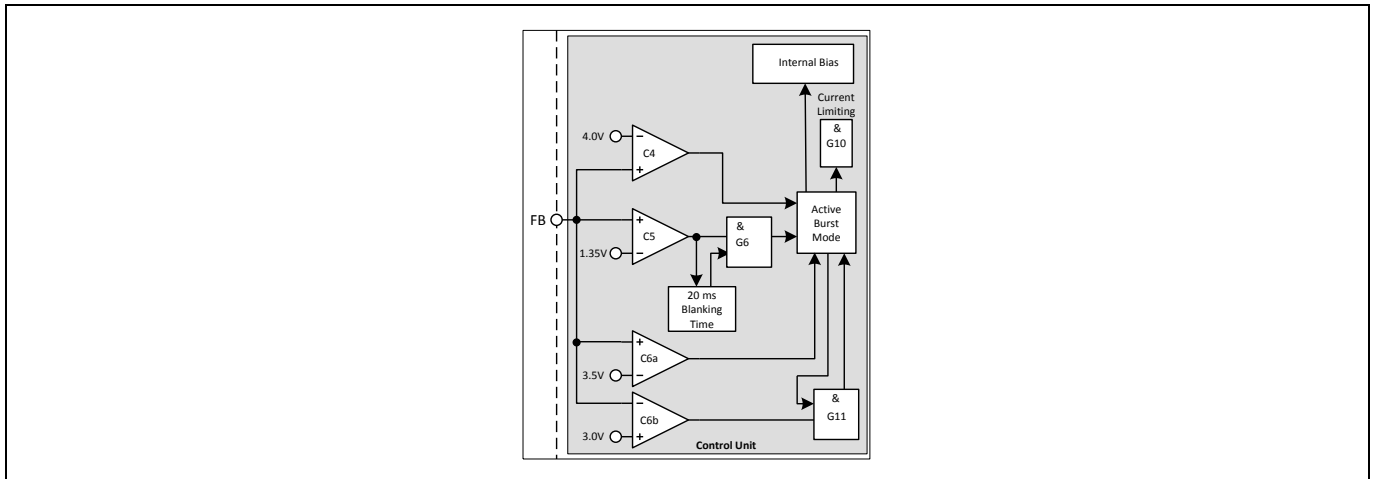 Internal Bias
Current
Limiting
&
G10
4.0V
−
C4
+
Active
Burst
Mode
FB
+
C5
−
1.35V
&
G6
20 ms
Blanking
Time
+
C6a
−
3.5V
−
C6b
+
3.0V
&
G11
Control Unit